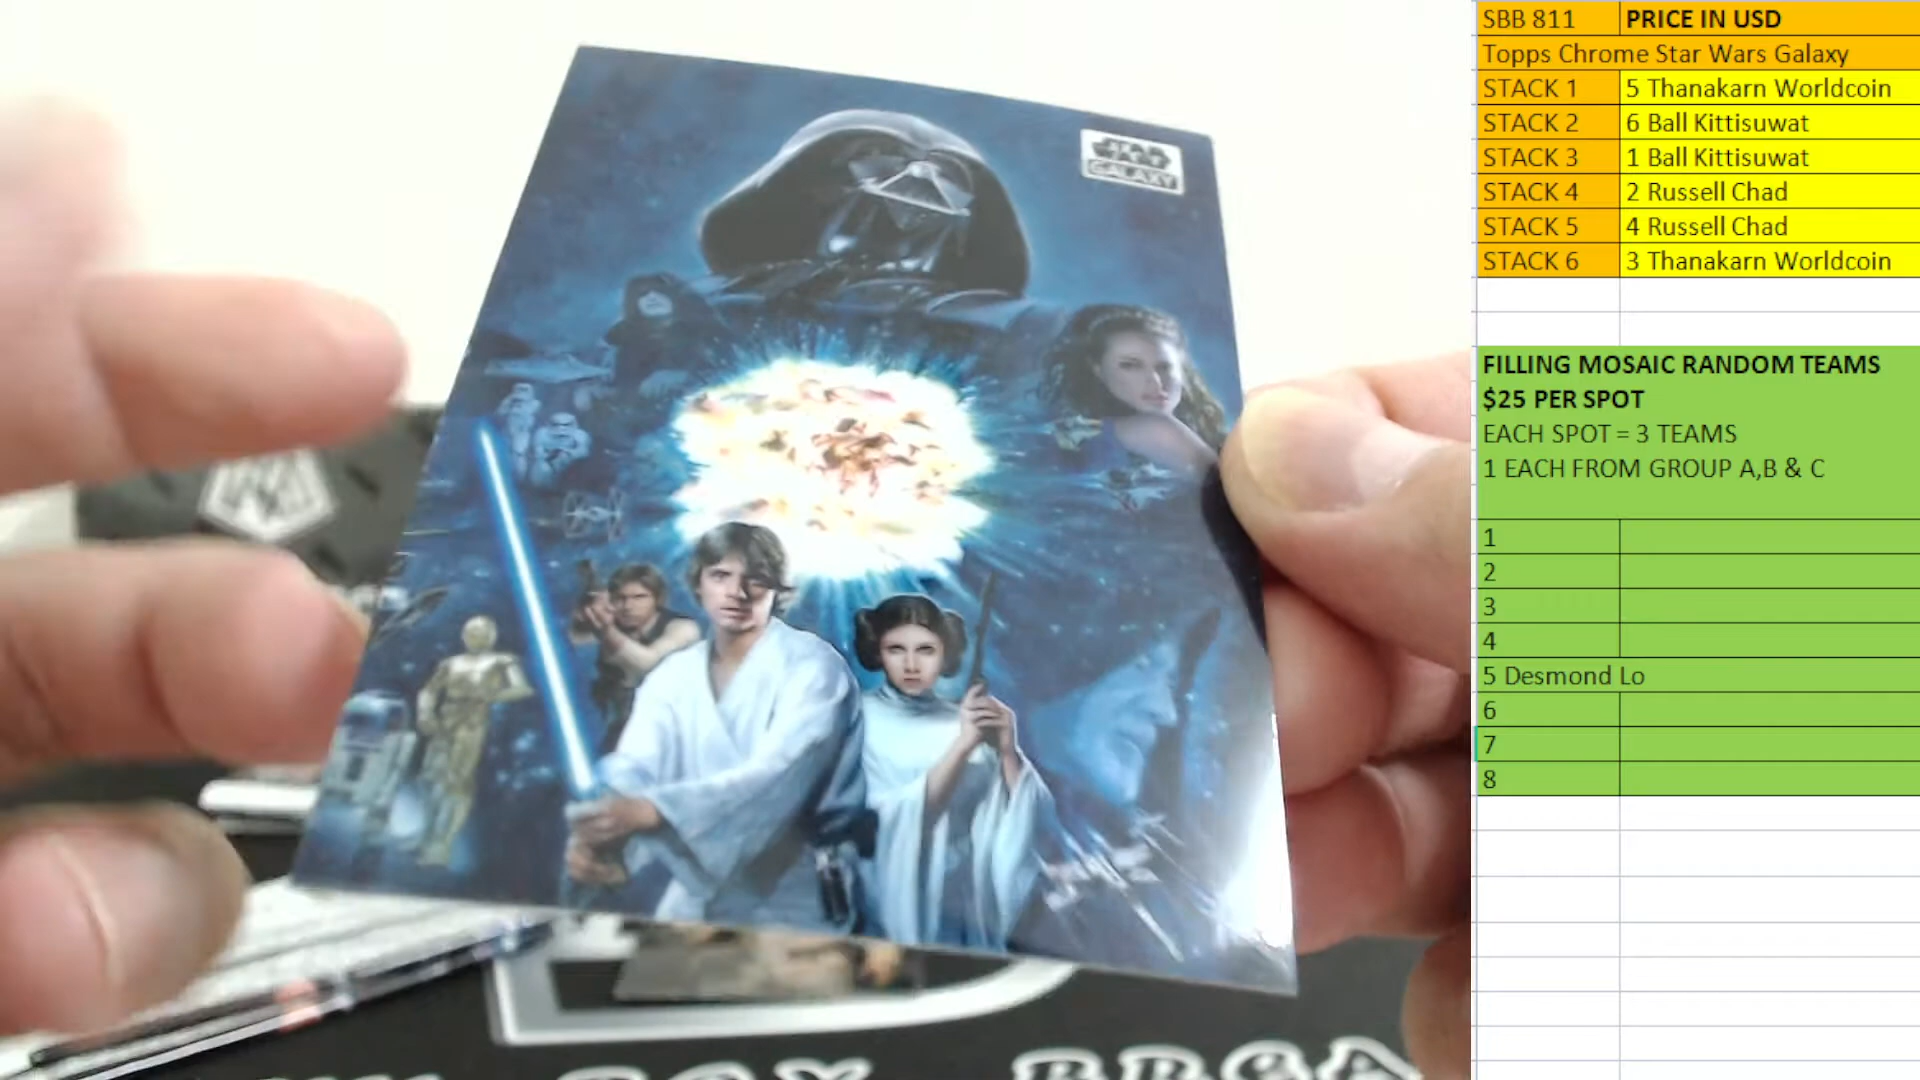 STAR WARS
GALAXY
BOX BREA
SBB 811 PRICE IN USD
Topps Chrome Star Wars Galaxy
STACK 1 5 Thanakarn Worldcoin
STACK 2 6 Ball Kittisuwat
STACK 3 1 Ball Kittisuwat
STACK 4 2 Russell Chad
STACK 5 4 Russell Chad
STACK 6 3 Thanakarn Worldcoin
FILLING MOSAIC RANDOM TEAMS
$25 PER SPOT
EACH SPOT = 3 TEAMS
1 EACH FROM GROUP A,B & C
1
2
3
4
5 Desmond Lo
6
7
8